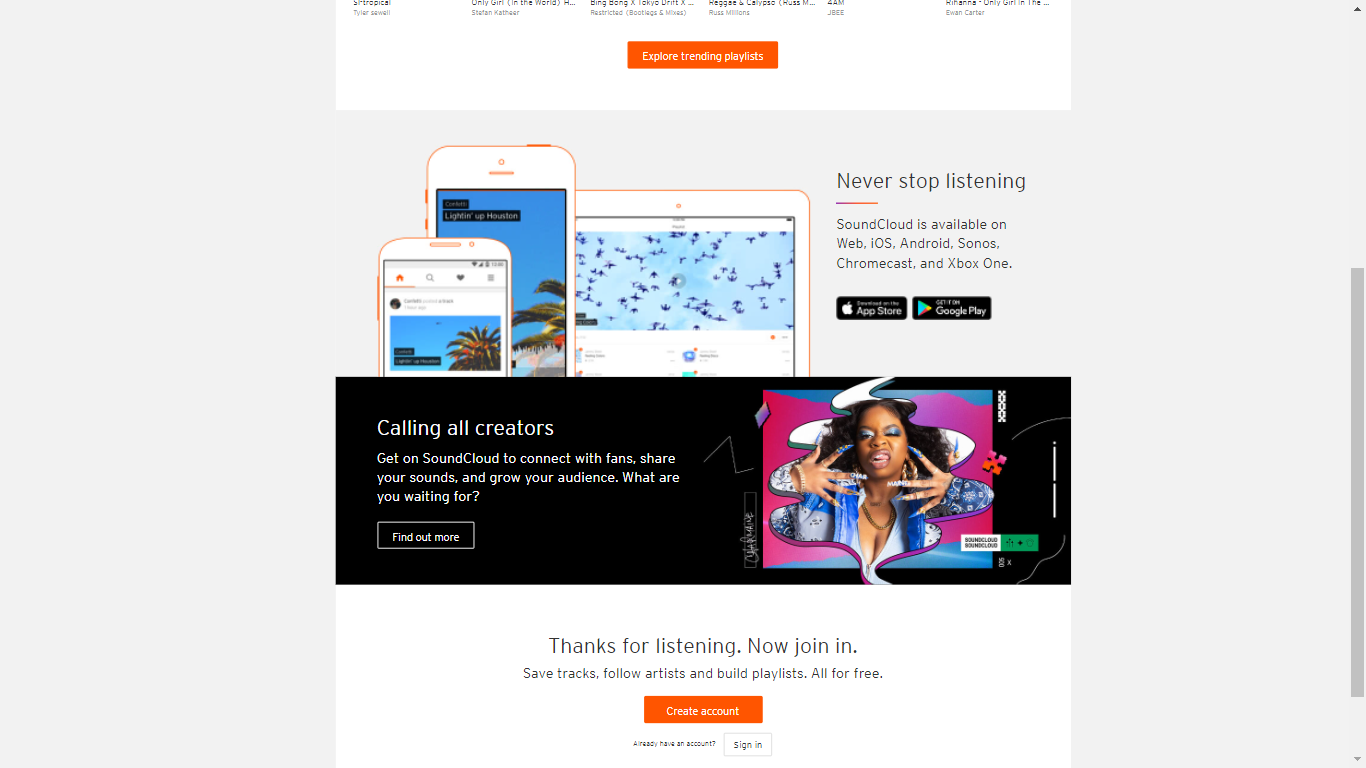 Si*tropical
Only Girl (In the World) H...
Bing Bong X Tokyo Drift X ...
Reggae & Calypso (Russ M...
4AM
Rihanna - Only Girl In The ...
Tyler sewell
Stefan Katheer
Restricted (Bootlegs & Mixes)
Russ Millions
JBEE
Ewan Carter
Explore trending playlists
Confetti
Lightin' up Houston
Confetti posted a track
Confetti
Lightin' up Houston
Never stop listening
SoundCloud is available on
Web, iOS, Android, Sonos,
Chromecast, and Xbox One.
Download on the
App Store
GET IT ON
Google Play
Calling all creators
Get on SoundCloud to connect with fans, share
your sounds, and grow your audience. What are
you waiting for?
Find out more
SOUNDCLOUD
SOUNDCLOUD
005 X
Thanks for listening. Now join in.
Save tracks, follow artists and build playlists. All for free.
Create account
Already have an account?
Sign in